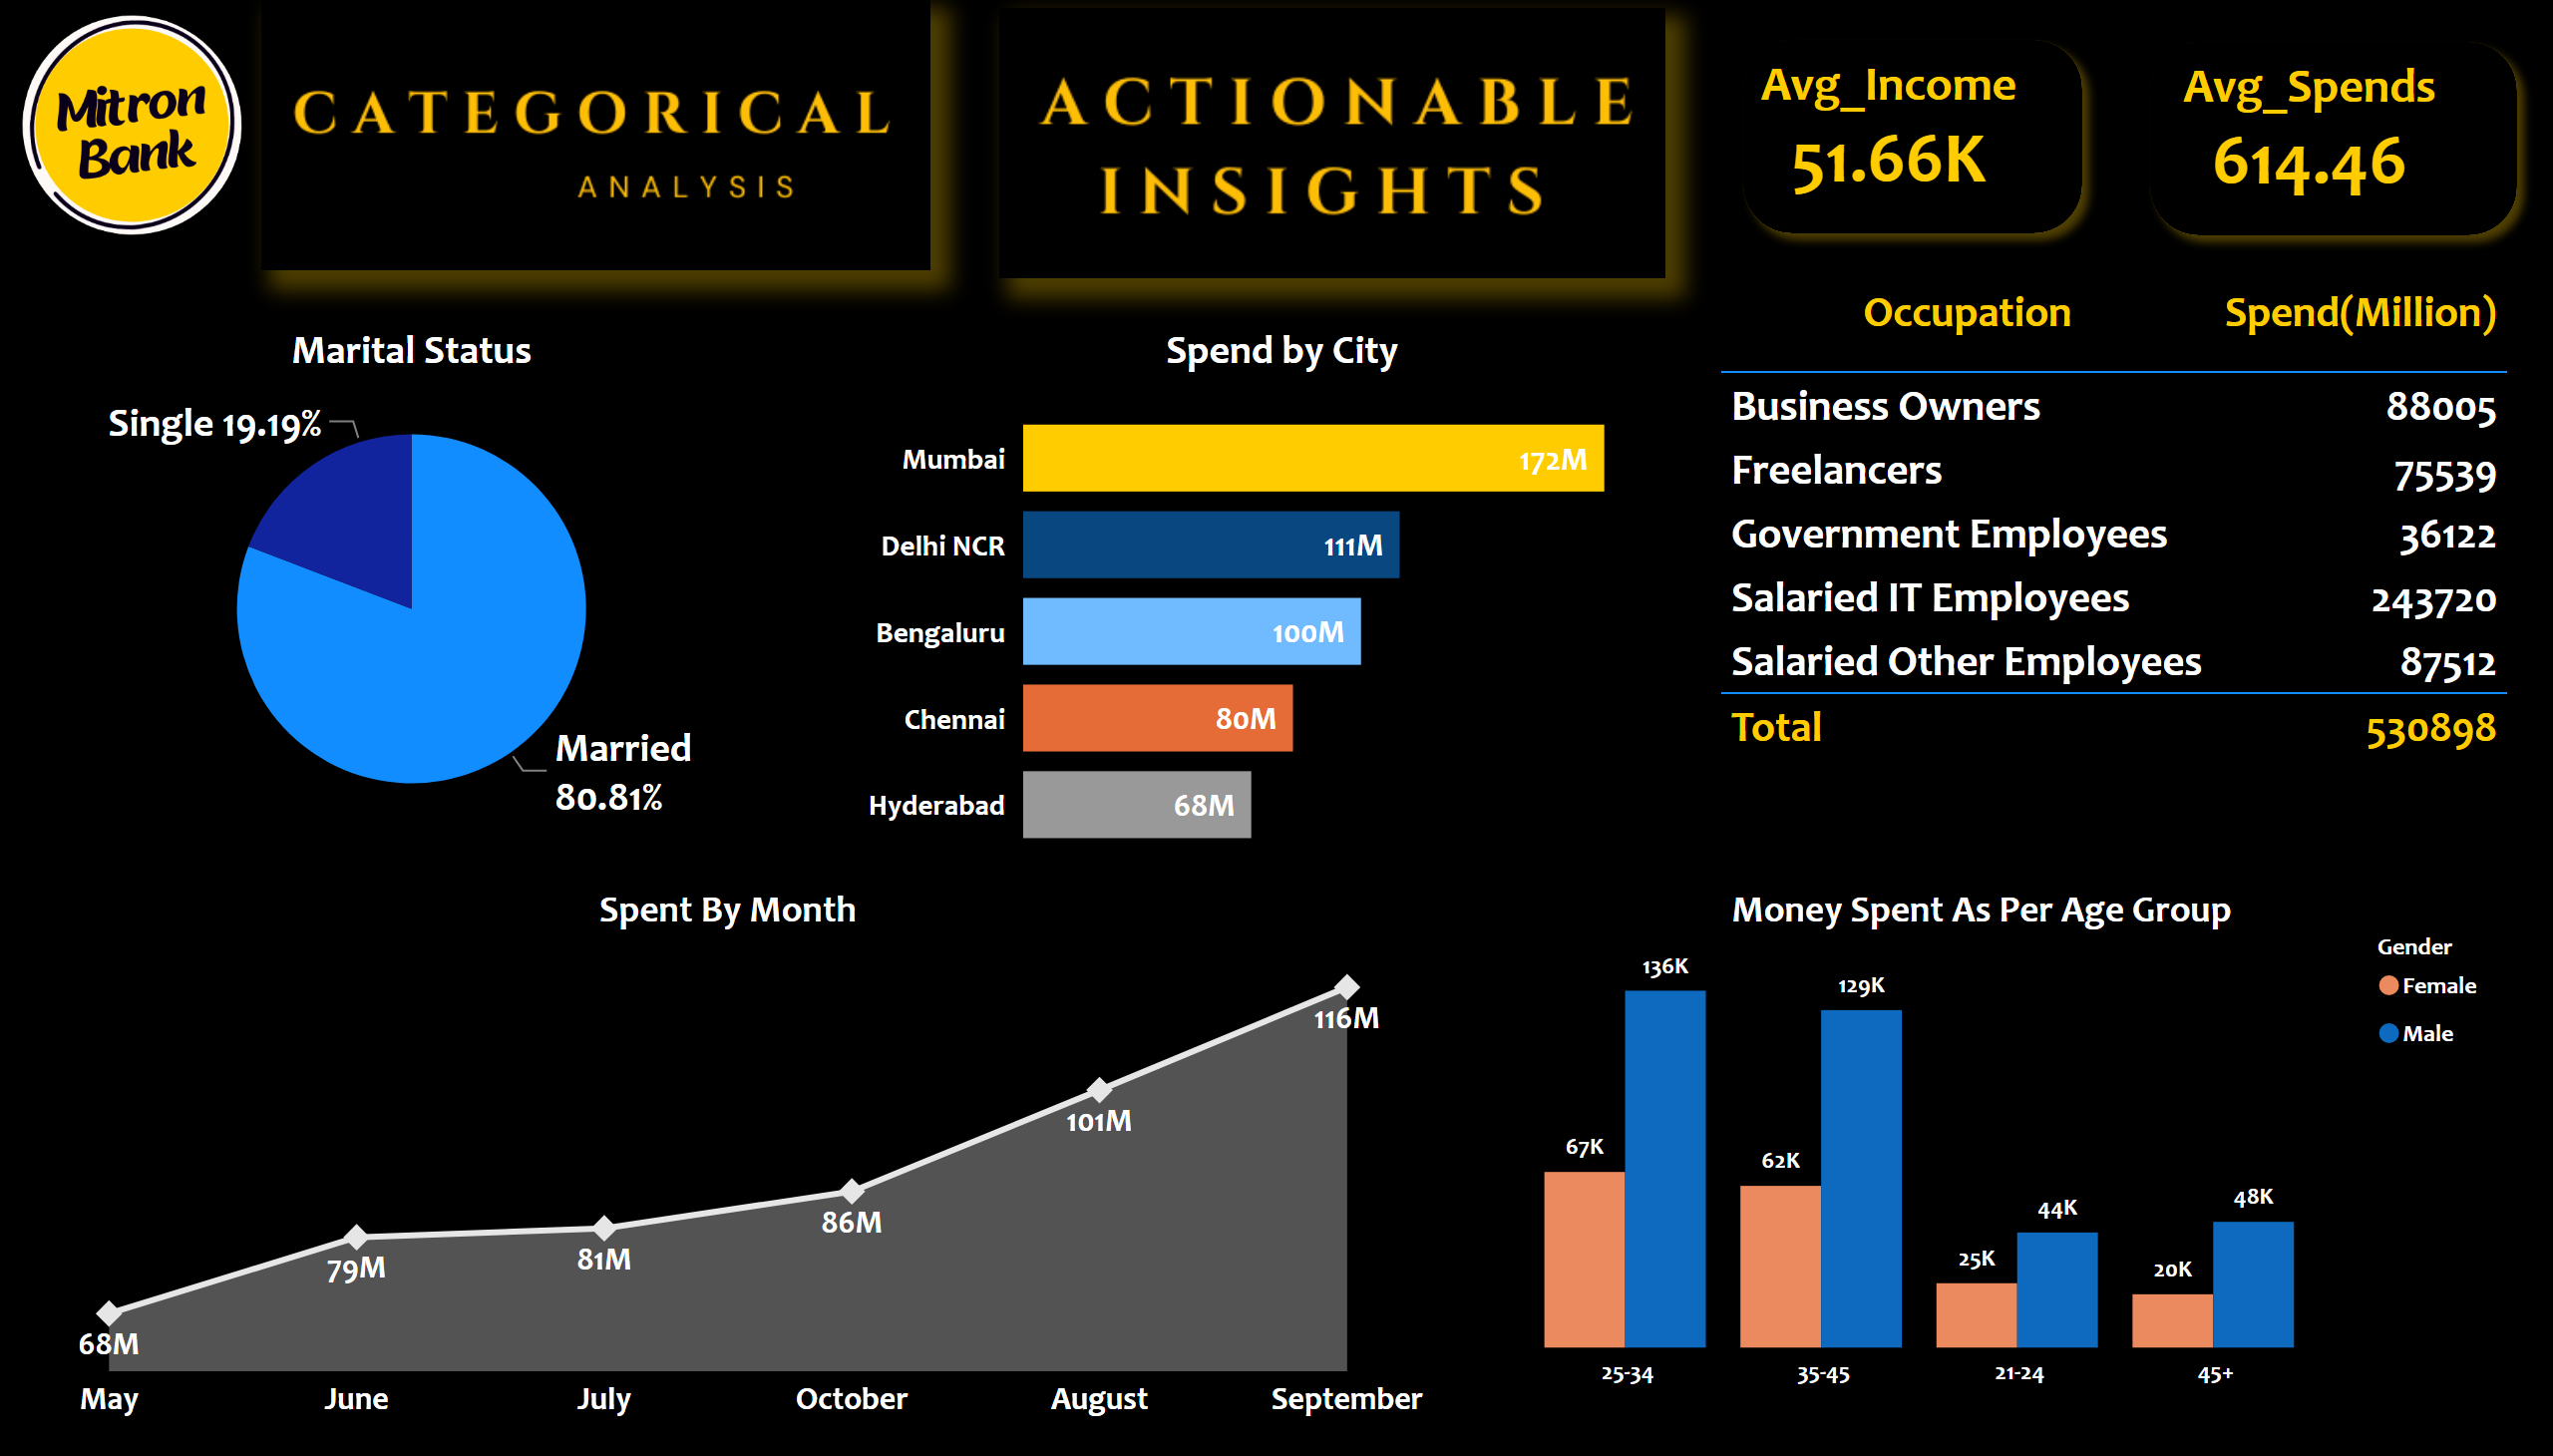 Mitron
Bank
CATEGORICAL
ANALYSIS
ACTIONABLE
INSIGHTS
Avg_Income
51.66K
Avg_Spends
614.46
Marital Status
Single 19.19%
Married
80.81%
Spend by City
Mumbai 172M
Delhi NCR 111M
Bengaluru 100M
Chennai 80M
Hyderabad 68M
Occupation Spend(Million)
Business Owners 88005
Freelancers 75539
Government Employees 36122
Salaried IT Employees 243720
Salaried Other Employees 87512
Total 530898
Spent By Month
116M
101M
86M
81M
79M
68M
May June July October August September
Money Spent As Per Age Group
Gender
Female
Male
136K
129K
67K
62K
44K
48K
25K
20K
25-34 35-45 21-24 45+